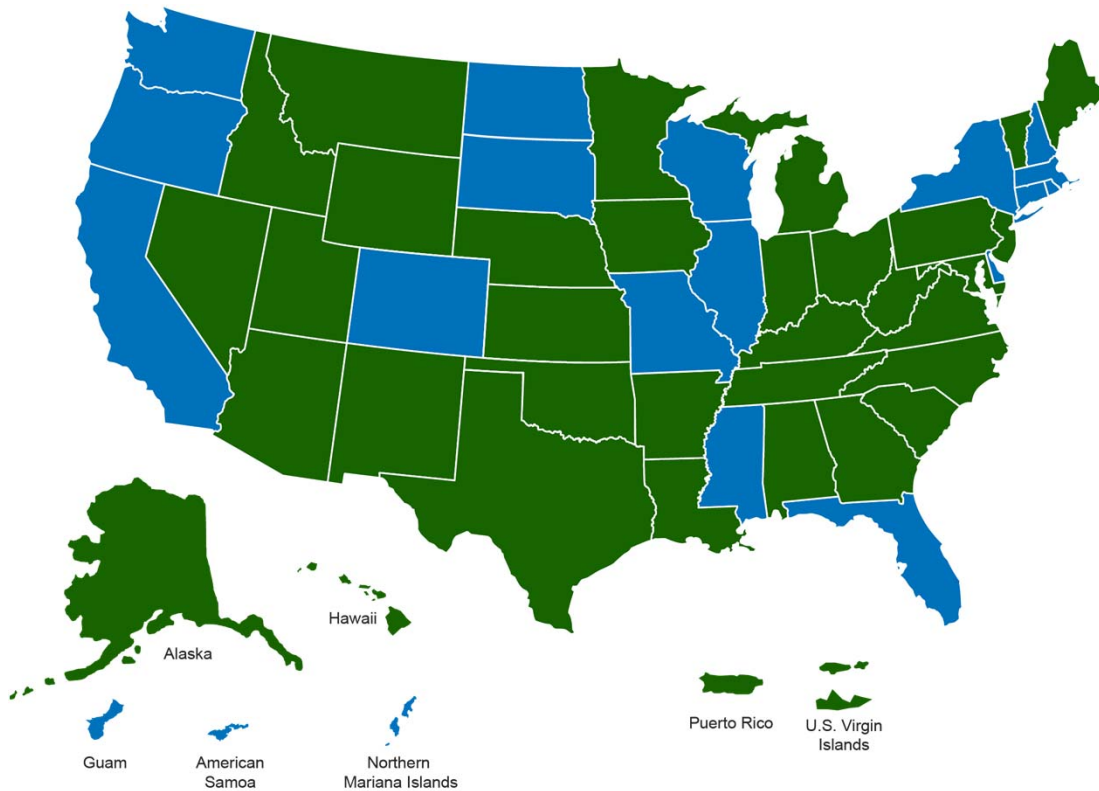 Hawaii
Alaska
Puerto Rico
U.S. Virgin
Islands
Guam
American
Samoa
Northern
Mariana Islands